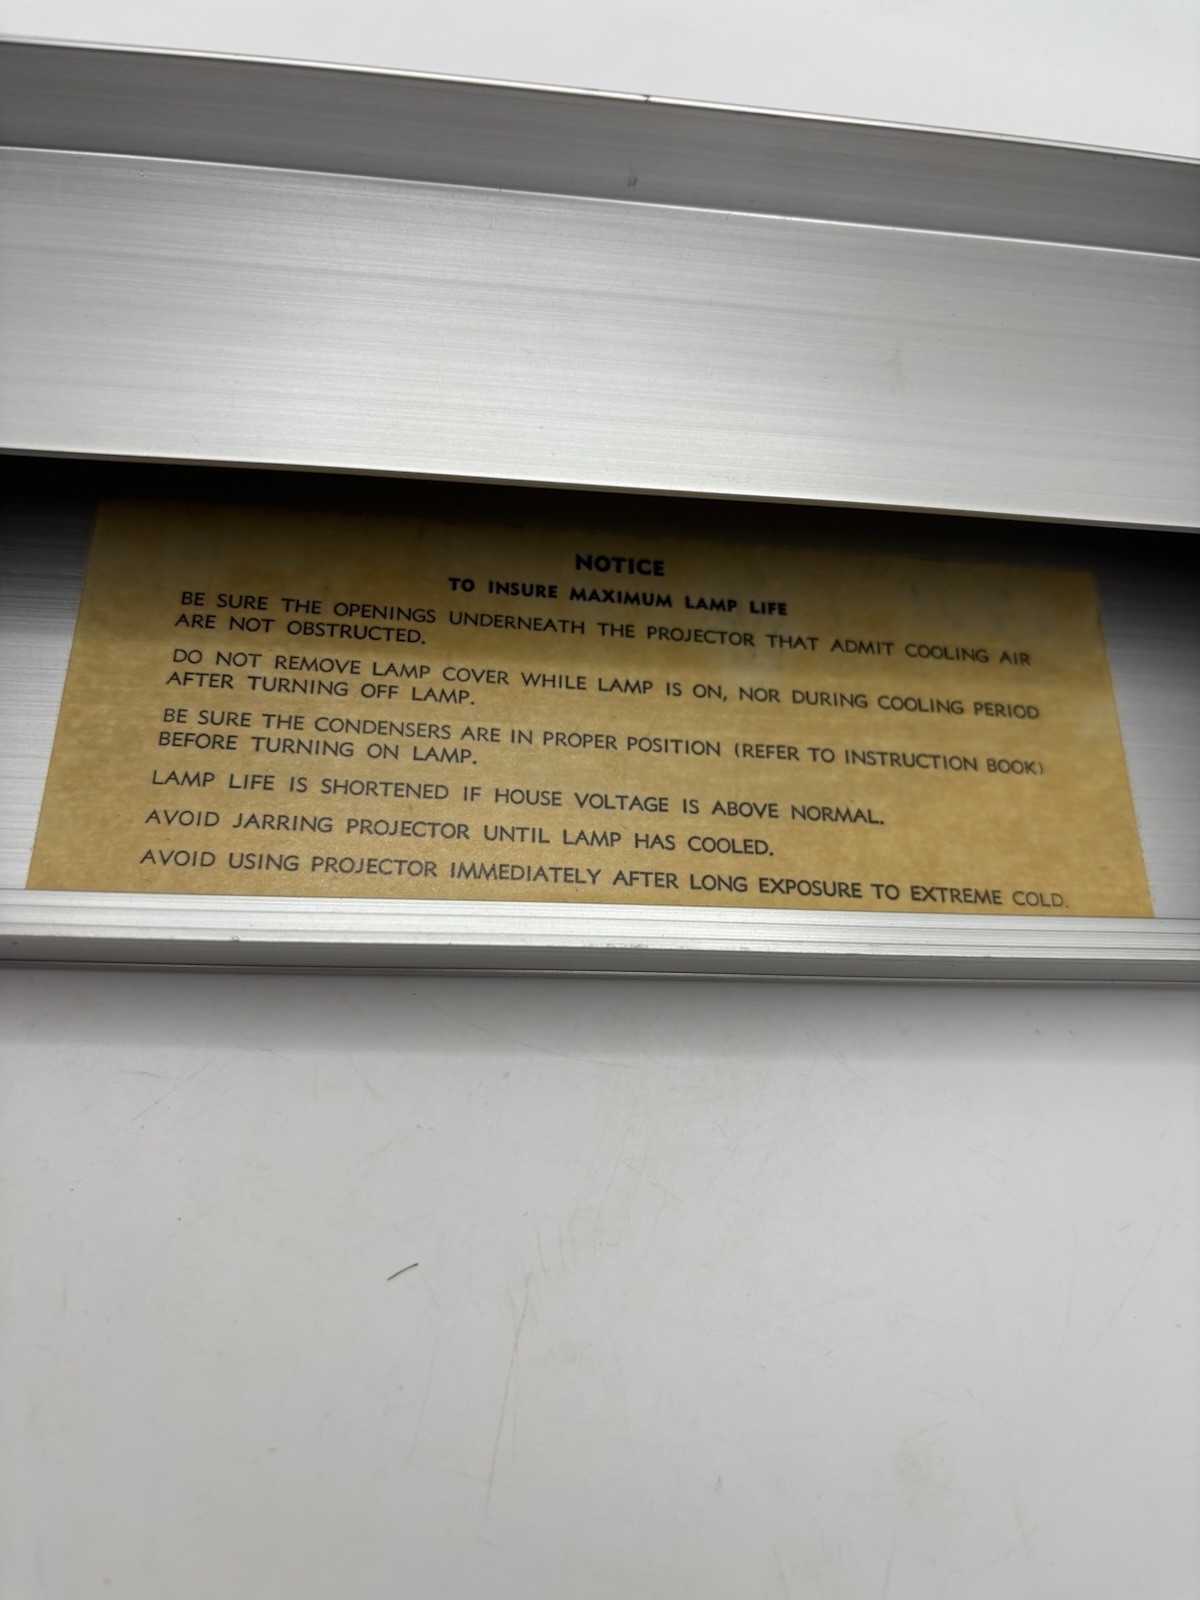 NOTICE
TO INSURE MAXIMUM LAMP LIFE
BE SURE THE OPENINGS UNDERNEATH THE PROJECTOR THAT ADMIT COOLING AIR
ARE NOT OBSTRUCTED.
DO NOT REMOVE LAMP COVER WHILE LAMP IS ON, NOR DURING COOLING PERIOD
AFTER TURNING OFF LAMP.
BE SURE THE CONDENSERS ARE IN PROPER POSITION (REFER TO INSTRUCTION BOOK)
BEFORE TURNING ON LAMP.
LAMP LIFE IS SHORTENED IF HOUSE VOLTAGE IS ABOVE NORMAL.
AVOID JARRING PROJECTOR UNTIL LAMP HAS COOLED.
AVOID USING PROJECTOR IMMEDIATELY AFTER LONG EXPOSURE TO EXTREME COLD.